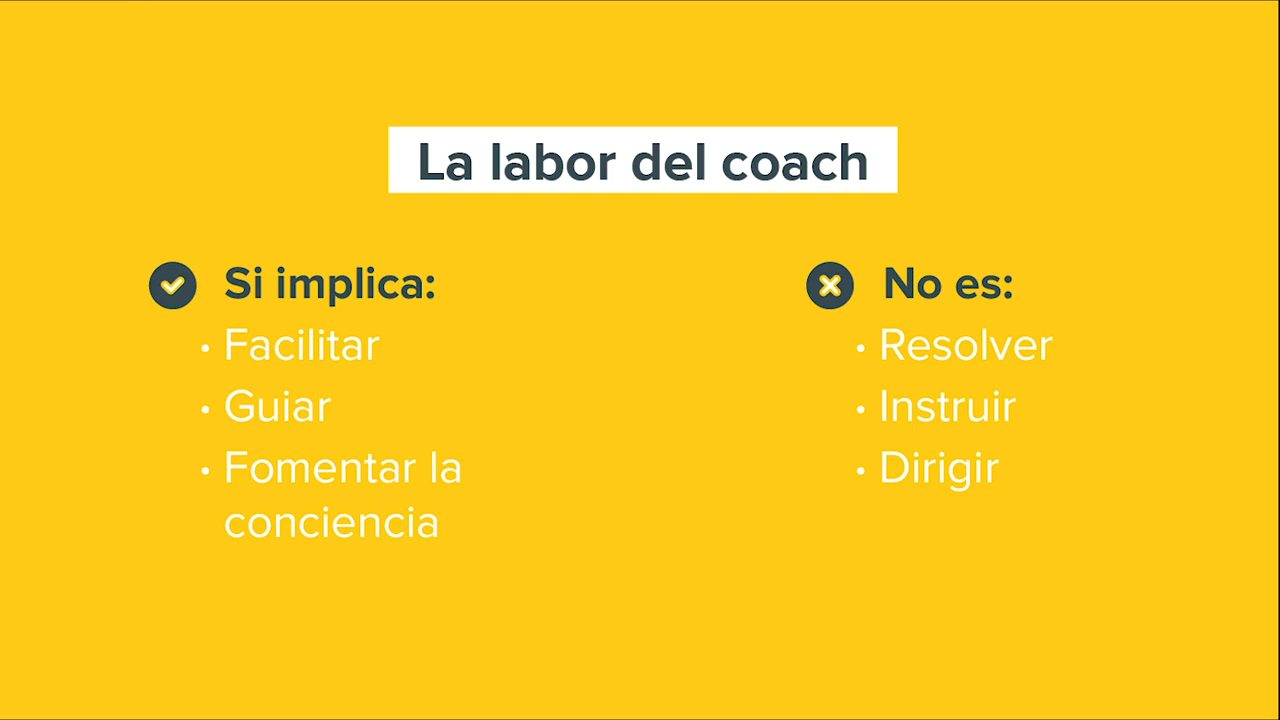 La labor del coach
Si implica:
• Facilitar
• Guiar
• Fomentar la
conciencia
No es:
• Resolver
• Instruir
• Dirigir